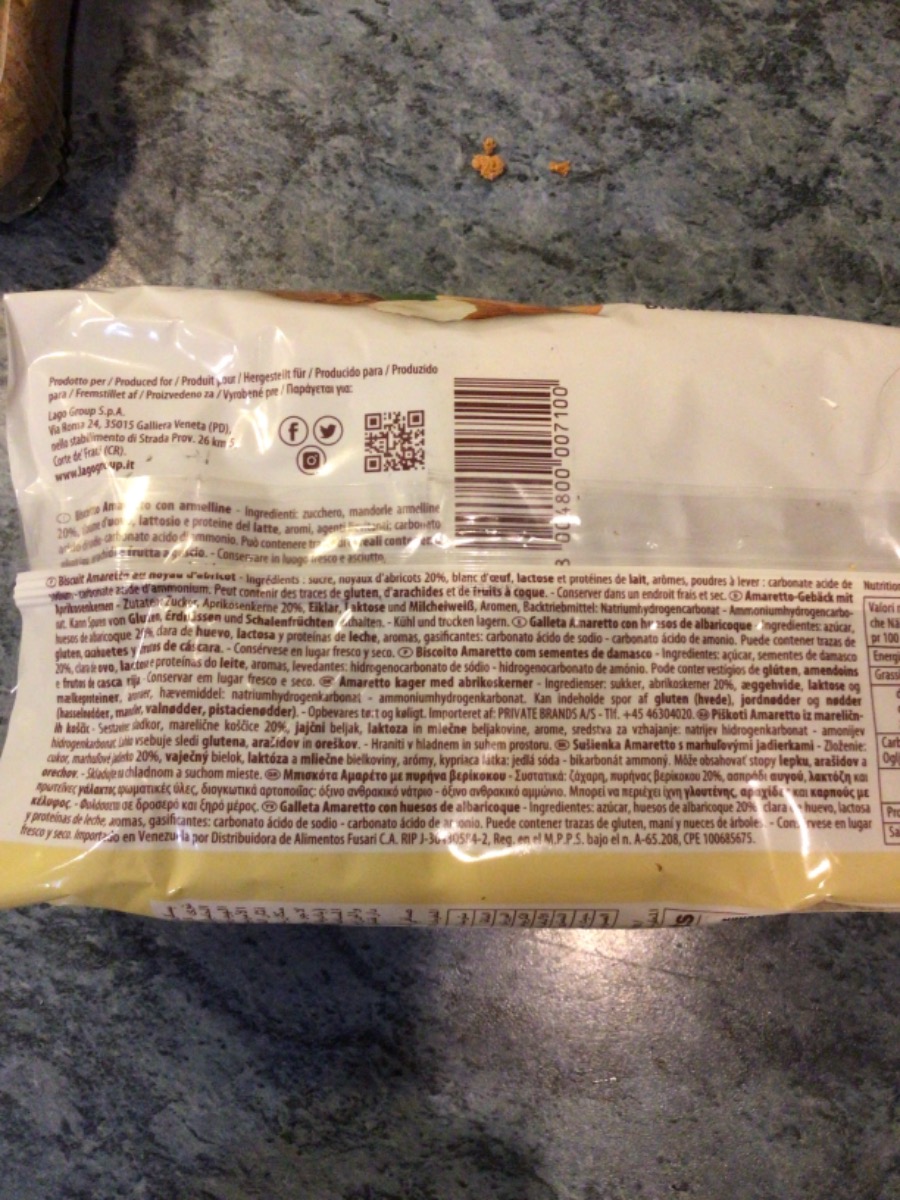 Prodotto per / Produced for / Produit pour / Hergestellt für / Producido para / Produzido
para / Fremstillet af / Proizvedeno za / Vyrobené pre / Παράγεται για:
Lago Group S.p.A.
Via Roma 24, 35015 Galliera Veneta (PD),
nello stabilimento di Strada Prov. 26 km 5
Corte de' Frati (CR).
www.lagogroup.it
con armelline - Ingredienti: zucchero, mandorle armelline
20%, lattosio e proteine del latte, aromi, agenti carbonato
carbonato acido d'ammonio. Può contenere
frutta a guscio. - Conservare in luogo fresco e asciutto.
8 004800 007100
Biscuit Amaretto aux noyaux d'abricot - Ingrédients : sucre, noyaux d'abricots 20%, blanc d'œuf, lactose et protéines de lait, arômes, poudres à lever : carbonate acide de
carbonate acide d'ammonium. Peut contenir des traces de gluten, d'arachides et de fruits à coque. - Conserver dans un endroit frais et sec. Amaretto-Gebäck mit
Aprikosenkernen - Zutaten: Zucker, Aprikosenkerne 20%, Eiklar, Laktose und Milcheiweiß, Aromen, Backtriebmittel: Natriumhydrogencarbonat - Ammoniumhydrogencarbo-
nat. Kann Spuren von Gluten, Erdnüssen und Schalenfrüchten enthalten. - Kühl und trocken lagern. Galleta Amaretto con huesos de albaricoque - Ingredientes: azúcar,
huesos de albaricoque 20%, clara de huevo, lactosa y proteínas de leche, aromas, gasificantes: carbonato ácido de sodio - carbonato ácido de amonio. Puede contener trazas de
gluten, cacahuetes y frutos de cáscara. - Consérvese en lugar fresco y seco. Biscoito Amaretto com sementes de damasco - Ingredientes: açúcar, sementes de damasco
20%, clara de ovo, lactose e proteínas do leite, aromas, levedantes: hidrogenocarbonato de sódio - hidrogenocarbonato de amónio. Pode conter vestígios de glúten, amendoins
e frutos de casca rija. Conservar em lugar fresco e seco. Amaretto kager med abrikoskerner - Ingredienser: sukker, abrikoskerner 20%, æggehvide, laktose og
mælkeproteiner, aromer, hævemiddel: natriumhydrogenkarbonat - ammoniumhydrogenkarbonat. Kan indeholde spor af gluten (hvede), jordnødder og nødder
(hasselnødder, mandler, valnødder, pistacienødder). - Opbevares tørt og køligt. Importeret af: PRIVATE BRANDS A/S - Tlf. +45 46304020. Piškoti Amaretto iz marelični-
h koščic - Sestavine: sladkor, marelične koščice 20%, jajčni beljak, laktoza in mlečne beljakovine, arome, sredstva za vzhajanje: natrijev hidrogenkarbonat - amonijev
hidrogenkarbonat. Lahko vsebuje sledi glutena, arašidov in oreškov. - Hraniti v hladnem in suhem prostoru. Sušienka Amaretto s marhuľovými jadierkami - Zloženie:
cukor, marhuľové jadierko 20%, vaječný bielok, laktóza a mliečne bielkoviny, arómy, kypriaca látka: jedlá sóda - bikarbonát ammoný. Môže obsahovať stopy lepku, arašidov a
orechov. - Skladujte v chladnom a suchom mieste. Μπισκότα Αμαρέτο με πυρήνα βερίκοκου - Συστατικά: ζάχαρη, πυρήνας βερίκοκου 20%, ασπράδι αυγού, λακτόζη και
πρωτεΐνες γάλακτος, αρωματικές ύλες, διογκωτικά αρτοποιίας: όξινο ανθρακικό νάτριο - όξινο ανθρακικό αμμώνιο. Μπορεί να περιέχει ίχνη γλουτένης, αραχίδες και καρπούς με
κέλυφος. - Φυλάσσεται σε δροσερό και ξηρό μέρος. Galleta Amaretto con huesos de albaricoque - Ingredientes: azúcar, huesos de albaricoque 20%, clara de huevo, lactosa
y proteínas de leche, aromas, gasificantes: carbonato ácido de sodio - carbonato ácido de amonio. Puede contener trazas de gluten, maní y nueces de árboles. - Consérvese en lugar
fresco y seco. Importado en Venezuela por Distribuidora de Alimentos Fusari C.A. RIP Reg. en el M.P.P.S. bajo el n. A-65.208, CPE 100685675.
Nutrition
Valori
che Nä
pr 100
Energi
Grassi
Carb
Pro
Sa